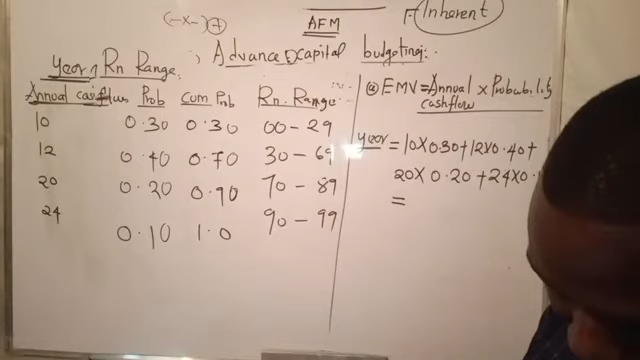 (-x-)(+)
AFM
Inherent
Advance capital budgeting:
Year 1 Rn Range
Annual cashflows Prob Cum Prob Rn. Range
10 0.30 0.30 00 - 29
12 0.40 0.70 30 - 69
20 0.20 0.90 70 - 89
24 0.10 1.0 90 - 99
EMV = Annual cashflow x Probability
year = 10 x 0.30 + 12 x 0.40 +
20 x 0.20 + 24 x 0.
=